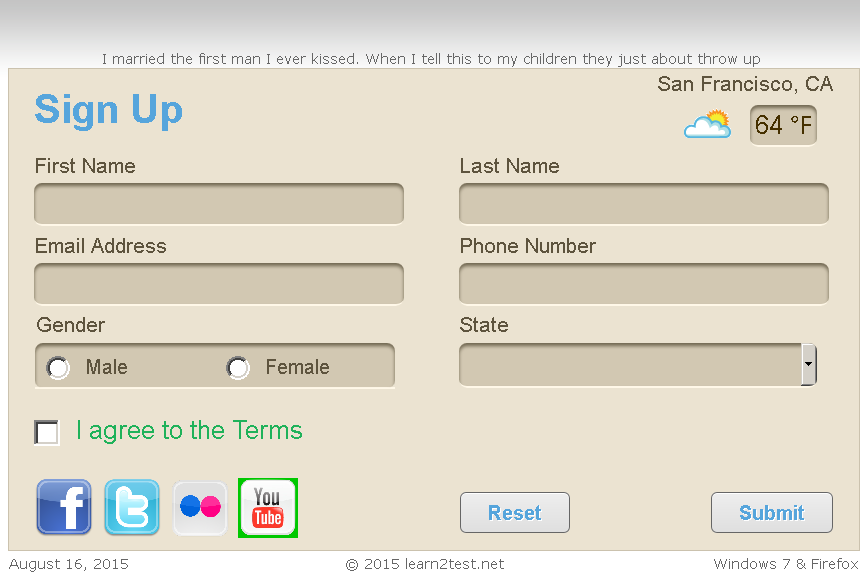 I married the first man I ever kissed. When I tell this to my children they just about throw up
San Francisco, CA
Sign Up
64 °F
First Name
Last Name
Email Address
Phone Number
Gender
State
Male
Female
I agree to the Terms
f
t
You
Tube
Reset
Submit
August 16, 2015
© 2015 learn2test.net
Windows 7 & Firefox